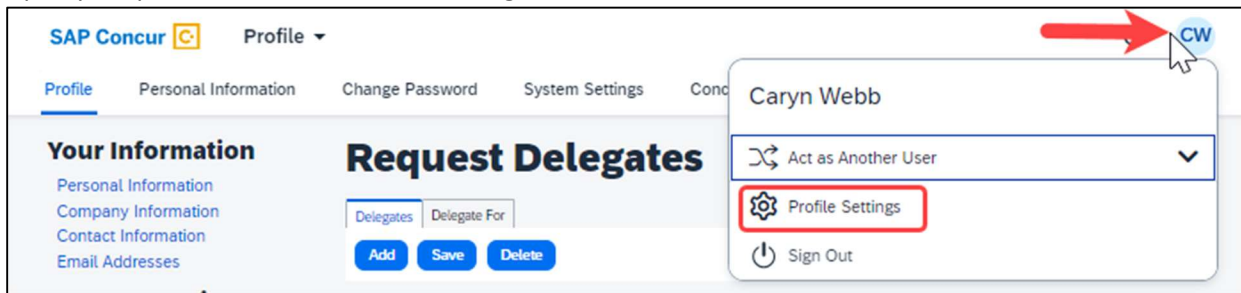 SAP Concur C Profile
CW
Profile Personal Information Change Password System Settings
Caryn Webb
Act as Another User
Profile Settings
Sign Out
Your Information
Personal Information
Company Information
Contact Information
Email Addresses
Request Delegates
Delegates Delegate For
Add Save Delete